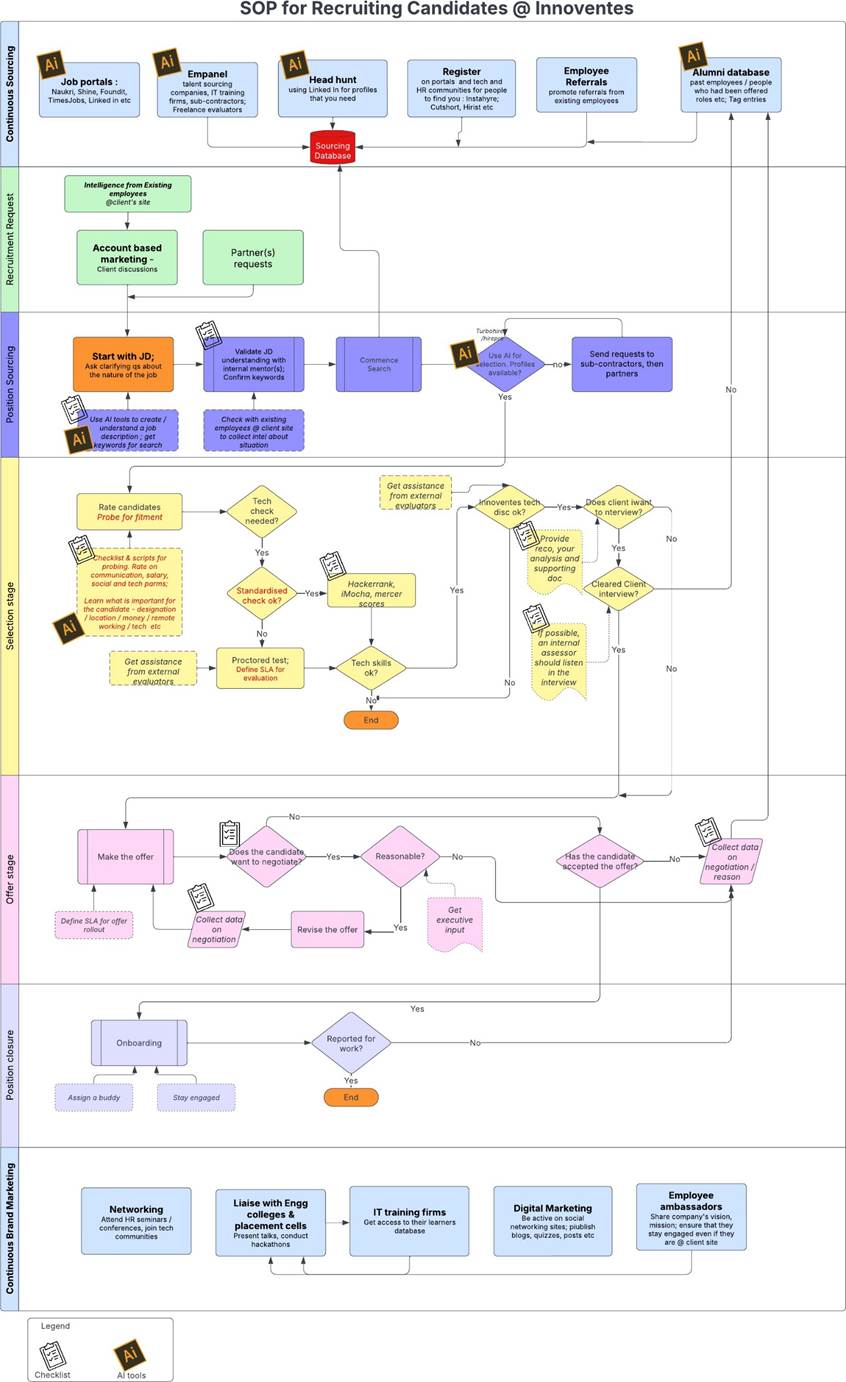 SOP for Recruiting Candidates @ Innoventes
Continuous Sourcing
Ai
Job portals :
Naukri, Shine, Foundit,
TimesJobs, Linked in etc
Ai
Empanel
talent sourcing
companies, IT training
firms, sub-contractors;
Freelance evaluators
Ai
Head hunt
using Linked In for profiles
that you need
Register
on portals and tech and
HR communities for people
to find you : Instahyre;
Cutshort, Hirist etc
Employee
Referrals
promote referrals from
existing employees
Ai
Alumni database
past employees / people
who had been offered
roles etc; Tag entries
Sourcing
Database
Recruitment Request
Intelligence from Existing
employees
@client's site
Account based
marketing -
Client discussions
Partner(s)
requests
Position Sourcing
Start with JD;
Ask clarifying qs about
the nature of the job
Validate JD
understanding with
internal mentor(s);
Confirm keywords
Commence
Search
Turbohire
/hirepro
Ai
Use AI for
selection. Profiles
available?
no
Send requests to
sub-contractors, then
partners
Yes
No
Ai
Use AI tools to create /
understand a job
description ; get
keywords for search
Check with existing
employees @ client site
to collect intel about
situation
Selection stage
Rate candidates
Probe for fitment
Tech
check
needed?
Get assistance
from external
evaluators
Innoventes tech
disc ok?
Yes
Does client iwant
to nterview?
No
Yes
Checklist & scripts for
probing. Rate on
communication, salary,
social and tech parms;
Learn what is important for
the candidate - designation
/ location / money / remote
working / tech etc
Ai
Yes
Standardised
check ok?
Yes
Hackerrank,
iMocha, mercer
scores
Yes
Provide
reco, your
analysis and
supporting
doc
Cleared Client
interview?
No
Get assistance
from external
evaluators
Proctored test;
Define SLA for
evaluation
Tech skills
ok?
If possible,
an internal
assessor
should listen
in the
interview
Yes
No
No
No
End
Offer stage
Make the offer
No
Does the candidate
want to negotiate?
Yes
Reasonable?
No
Has the candidate
accepted the offer?
No
Collect data
on
negotiation /
reason
Define SLA for offer
rollout
Collect data
on
negotiation
Revise the offer
Yes
Get
executive
input
Position closure
Yes
Onboarding
Reported for
work?
No
Yes
Assign a buddy
Stay engaged
End
Continuous Brand Marketing
Networking
Attend HR seminars /
conferences, join tech
communities
Liaise with Engg
colleges &
placement cells
Present talks, conduct
hackathons
IT training firms
Get access to their learners
database
Digital Marketing
Be active on social
networking sites; piublish
blogs, quizzes, posts etc
Employee
ambassadors
Share company's vision,
mission; ensure that they
stay engaged even if they
are @ client site
Legend
Checklist
Ai
AI tools